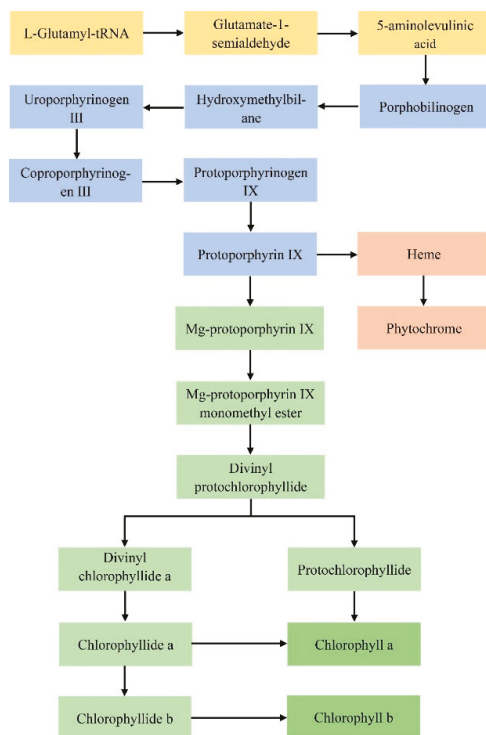 L-Glutamyl-tRNA
Glutamate-1-
semialdehyde
5-aminolevulinic
acid
Uroporphyrinogen
III
Hydroxymethylbil-
ane
Porphobilinogen
Coproporphyrinog-
en III
Protoporphyrinogen
IX
Protoporphyrin IX
Heme
Mg-protoporphyrin IX
Phytochrome
Mg-protoporphyrin IX
monomethyl ester
Divinyl
protochlorophyllide
Divinyl
chlorophyllide a
Protochlorophyllide
Chlorophyllide a
Chlorophyll a
Chlorophyllide b
Chlorophyll b